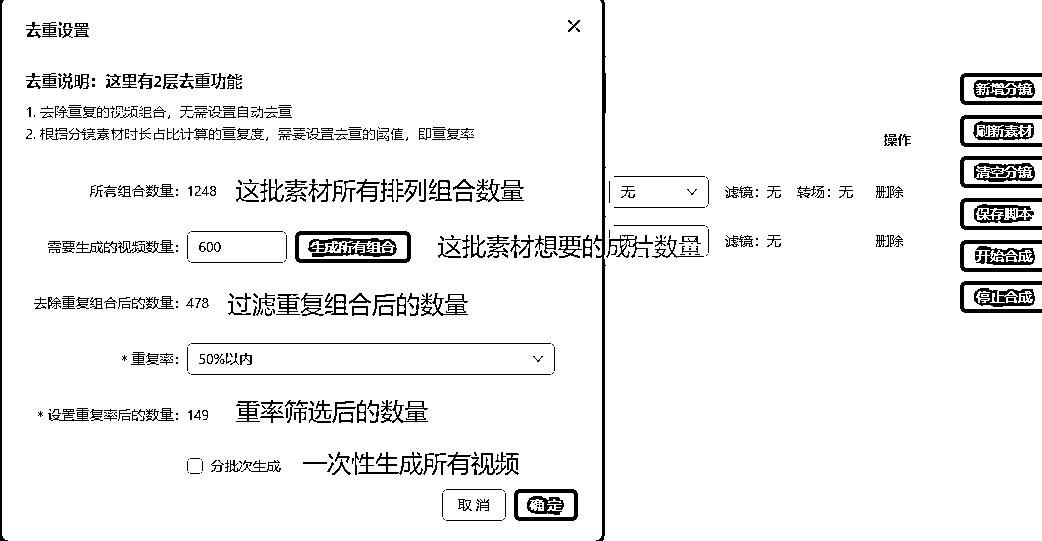 去重设置
去重说明：这里有2层去重功能
1. 去除重复的视频组合，无需设置自动去重
2. 根据分镜素材时长占比计算的重复度，需要设置去重的阈值，即重复率
所有组合数量：1248 这批素材所有排列组合数量
需要生成的视频数量：600 生成所有组合 这批素材想要的成片数量
去除重复组合后的数量：478 过滤重复组合后的数量
* 重复率：50%以内
* 设置重复率后的数量：149 重率筛选后的数量
分批次生成 一次性生成所有视频
取消 确定
操作
无 滤镜：无 转场：无 删除
无 滤镜：无 删除
新增分镜
刷新素材
清空分镜
保存脚本
开始合成
停止合成